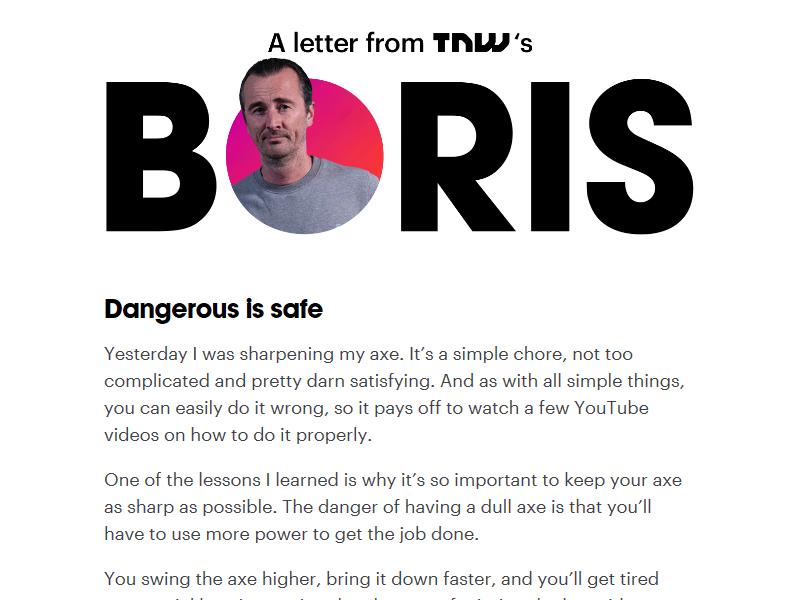 A letter from TNW 's
BORIS
Dangerous is safe
Yesterday I was sharpening my axe. It's a simple chore, not too
complicated and pretty darn satisfying. And as with all simple things,
you can easily do it wrong, so it pays off to watch a few YouTube
videos on how to do it properly.
One of the lessons I learned is why it's so important to keep your axe
as sharp as possible. The danger of having a dull axe is that you'll
have to use more power to get the job done.
You swing the axe higher, bring it down faster, and you'll get tired